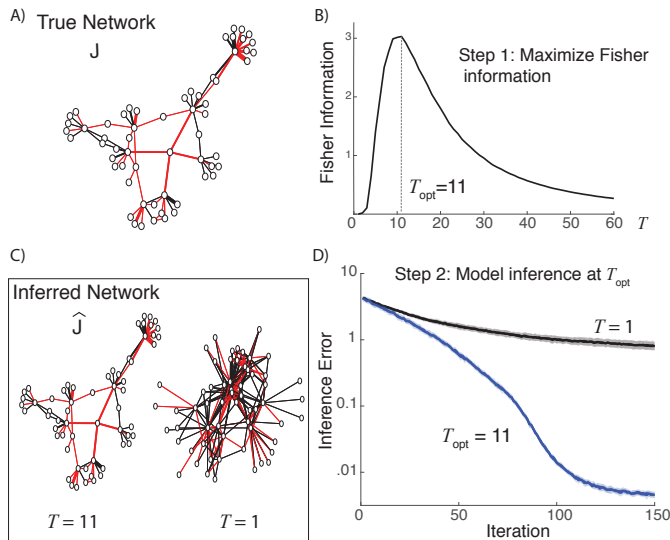 A)
True Network
J
B)
Fisher Information
3
2
1
Step 1: Maximize Fisher
information
T_opt=11
0
10
20
30
40
50
60
T
C)
Inferred Network
Ĵ
T = 11
T = 1
D)
Step 2: Model inference at T_opt
Inference Error
10
1.0
0.1
.01
T = 1
T_opt = 11
0
50
100
150
Iteration